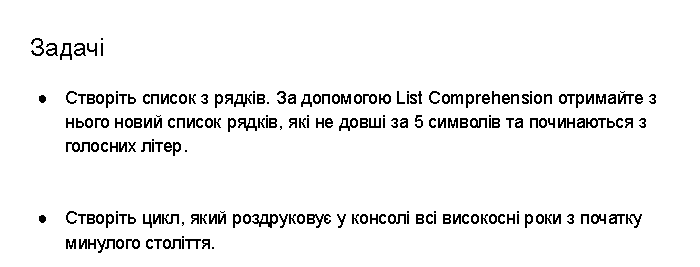 Задачі
● Створіть список з рядків. За допомогою List Comprehension отримайте з
нього новий список рядків, які не довші за 5 символів та починаються з
голосних літер.
● Створіть цикл, який роздруковує у консолі всі високосні роки з початку
минулого століття.